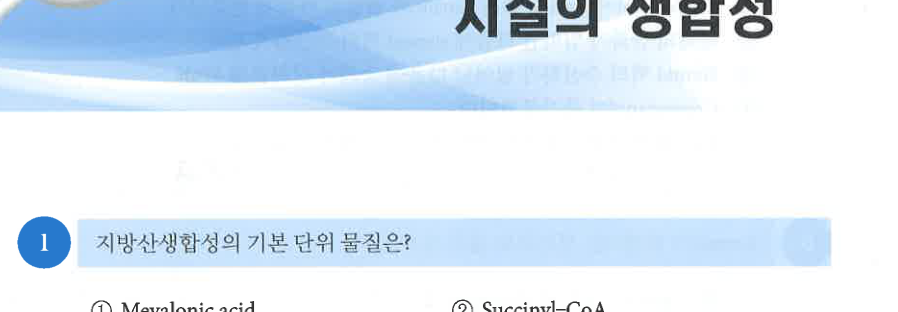 지질의 생합성
1 지방산생합성의 기본 단위 물질은?
① Mevalonic acid ② Succinyl-CoA